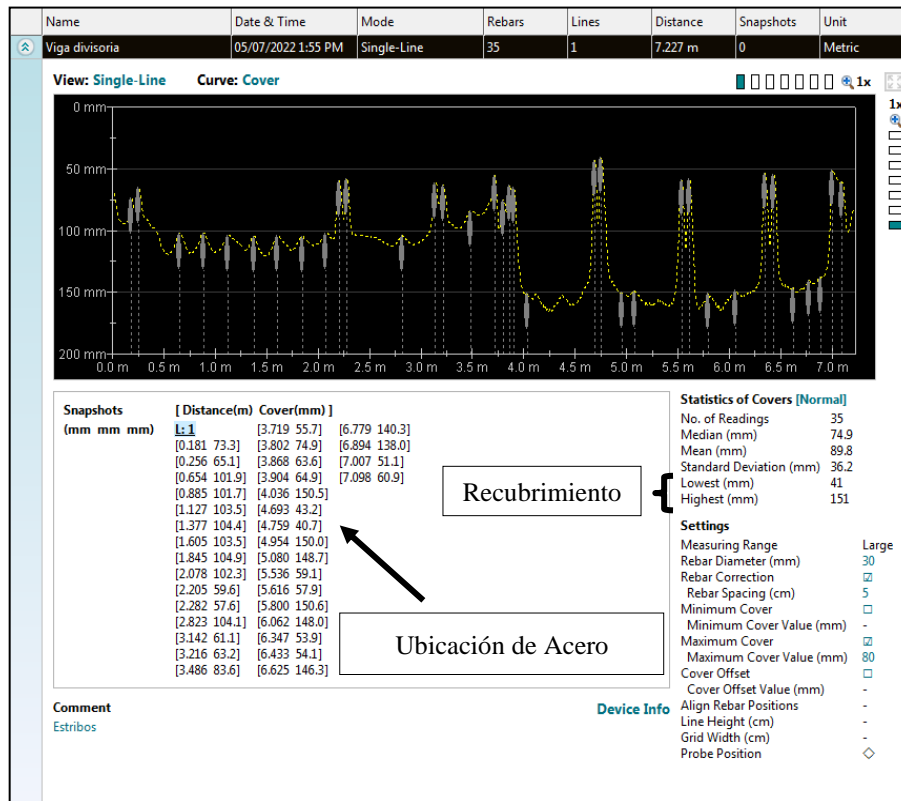 Name Date & Time Mode Rebars Lines Distance Snapshots Unit
Viga divisoria 05/07/2022 1:55 PM Single-Line 35 1 7.227 m 0 Metric
View: Single-Line Curve: Cover 1x
1x
0 mm
50 mm
100 mm
150 mm
200 mm
0.0 m 0.5 m 1.0 m 1.5 m 2.0 m 2.5 m 3.0 m 3.5 m 4.0 m 4.5 m 5.0 m 5.5 m 6.0 m 6.5 m 7.0 m
Snapshots [ Distance(m) Cover(mm) ]
(mm mm mm) L: 1 [3.719 55.7] [6.779 140.3]
[0.181 73.3] [3.802 74.9] [6.894 138.0]
[0.256 65.1] [3.868 63.6] [7.007 51.1]
[0.654 101.9] [3.904 64.9] [7.098 60.9]
[0.885 101.7] [4.036 150.5]
[1.127 103.5] [4.693 43.2]
[1.377 104.4] [4.759 40.7]
[1.605 103.5] [4.954 150.0]
[1.845 104.9] [5.080 148.7]
[2.078 102.3] [5.536 59.1]
[2.205 59.6] [5.616 57.9]
[2.282 57.6] [5.800 150.6]
[2.823 104.1] [6.062 148.0]
[3.142 61.1] [6.347 53.9]
[3.216 63.2] [6.433 54.1]
[3.486 83.6] [6.625 146.3]
Recubrimiento
Ubicación de Acero
Statistics of Covers [Normal]
No. of Readings 35
Median (mm) 74.9
Mean (mm) 89.8
Standard Deviation (mm) 36.2
Lowest (mm) 41
Highest (mm) 151
Settings
Measuring Range Large
Rebar Diameter (mm) 30
Rebar Correction ☑
Rebar Spacing (cm) 5
Minimum Cover ☐
Minimum Cover Value (mm) -
Maximum Cover ☑
Maximum Cover Value (mm) 80
Cover Offset ☐
Cover Offset Value (mm) -
Align Rebar Positions -
Line Height (cm) -
Grid Width (cm) -
Probe Position ◇
Comment Device Info
Estribos